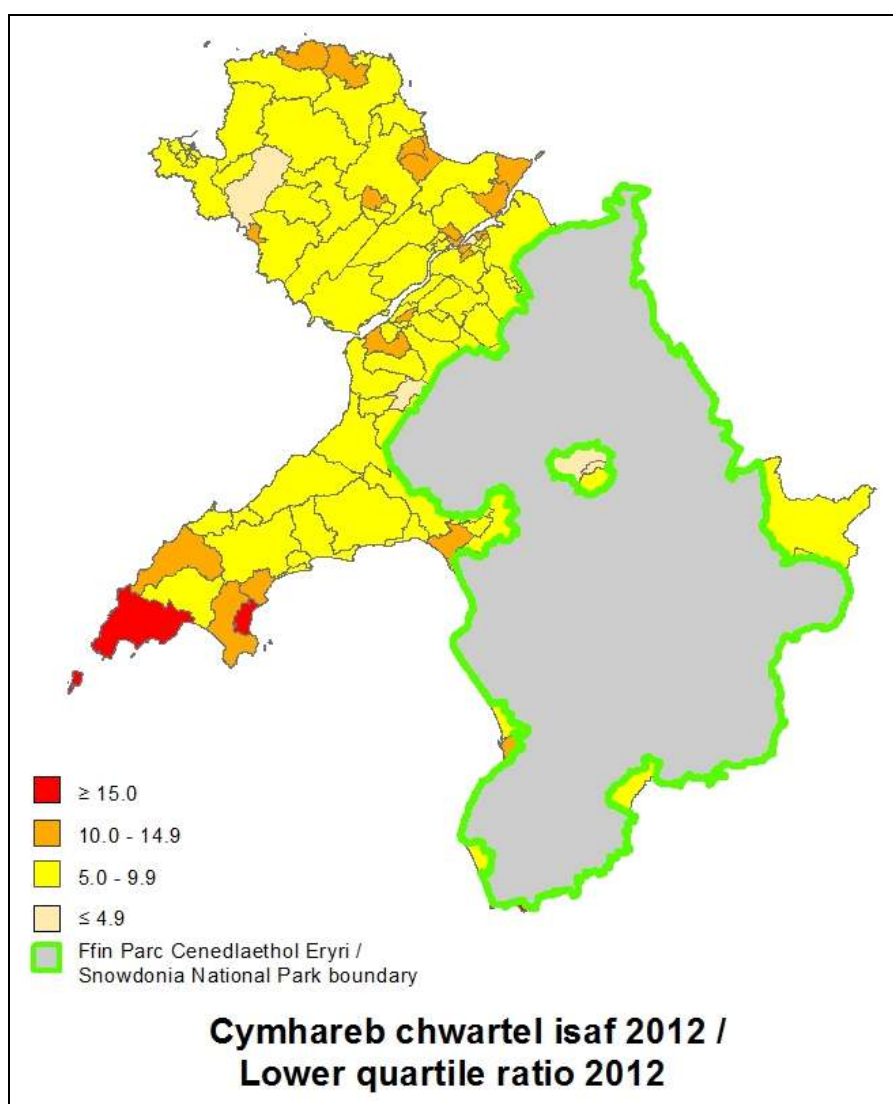 ≥ 15.0
10.0 - 14.9
5.0 - 9.9
≤ 4.9
Ffin Parc Cenedlaethol Eryri /
Snowdonia National Park boundary
Cymhareb chwartel isaf 2012 /
Lower quartile ratio 2012